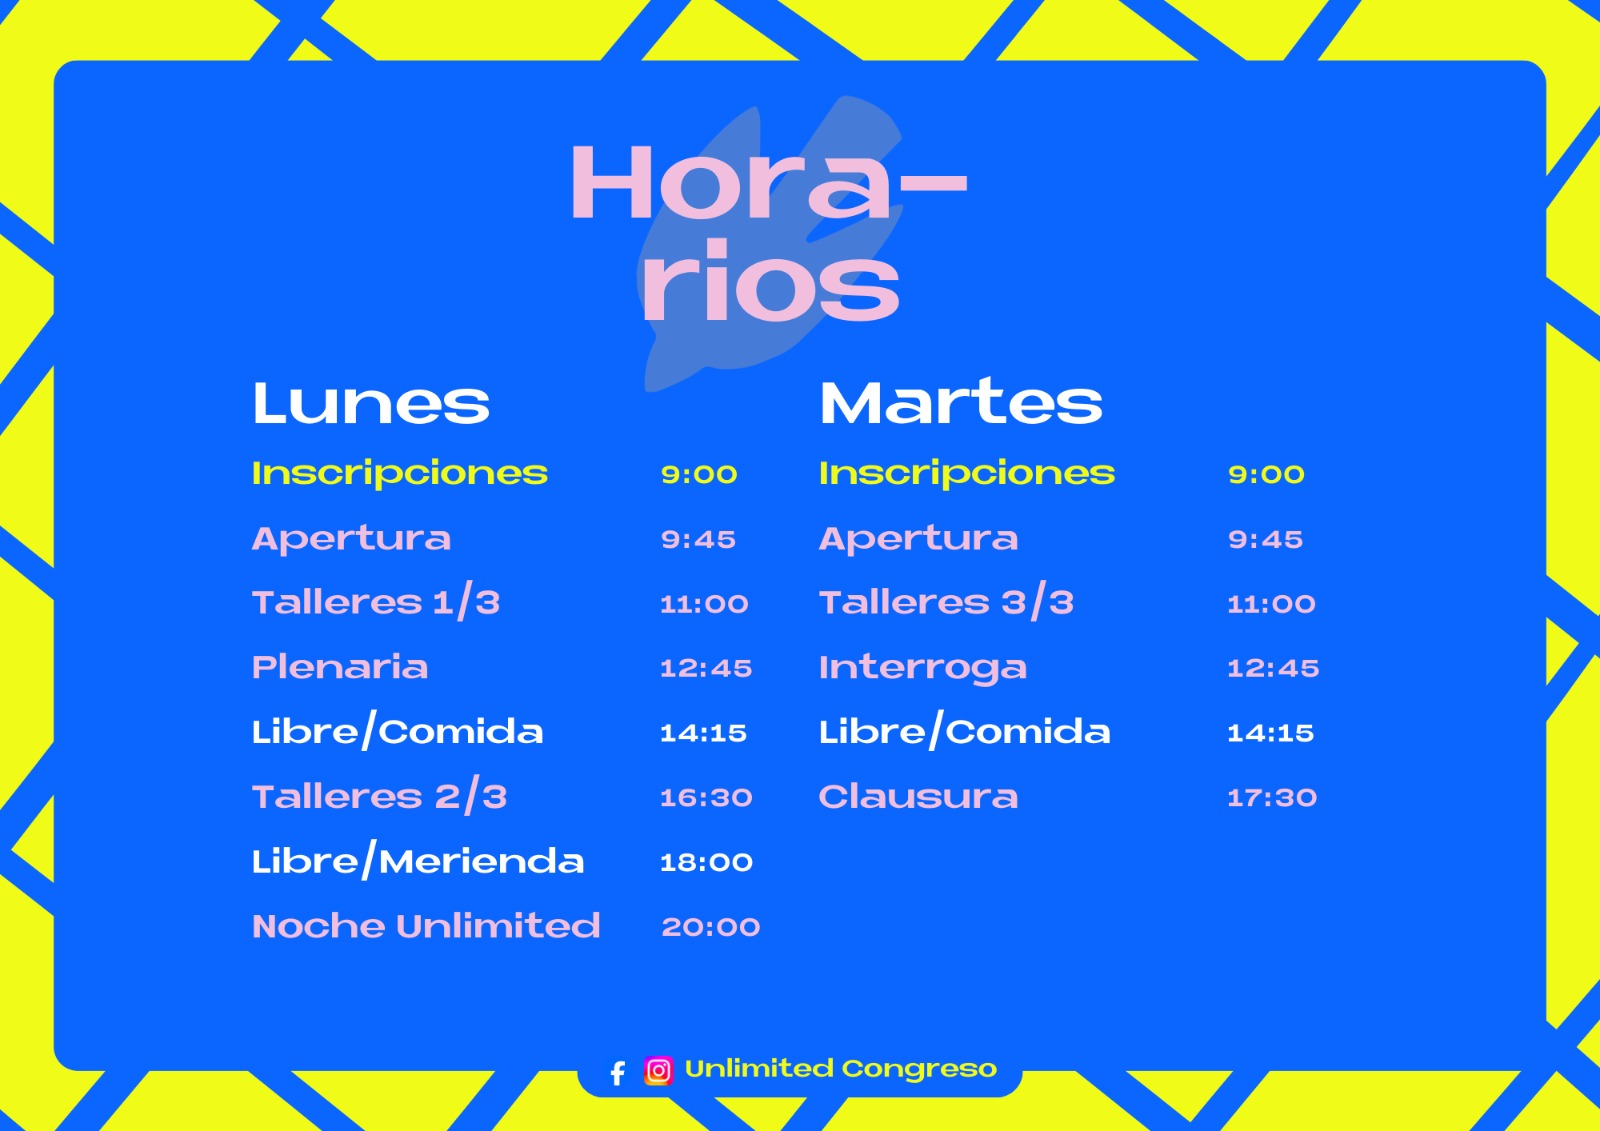 Hora-
rios
Lunes
Inscripciones 9:00
Apertura 9:45
Talleres 1/3 11:00
Plenaria 12:45
Libre/Comida 14:15
Talleres 2/3 16:30
Libre/Merienda 18:00
Noche Unlimited 20:00
Martes
Inscripciones 9:00
Apertura 9:45
Talleres 3/3 11:00
Interroga 12:45
Libre/Comida 14:15
Clausura 17:30
Unlimited Congreso